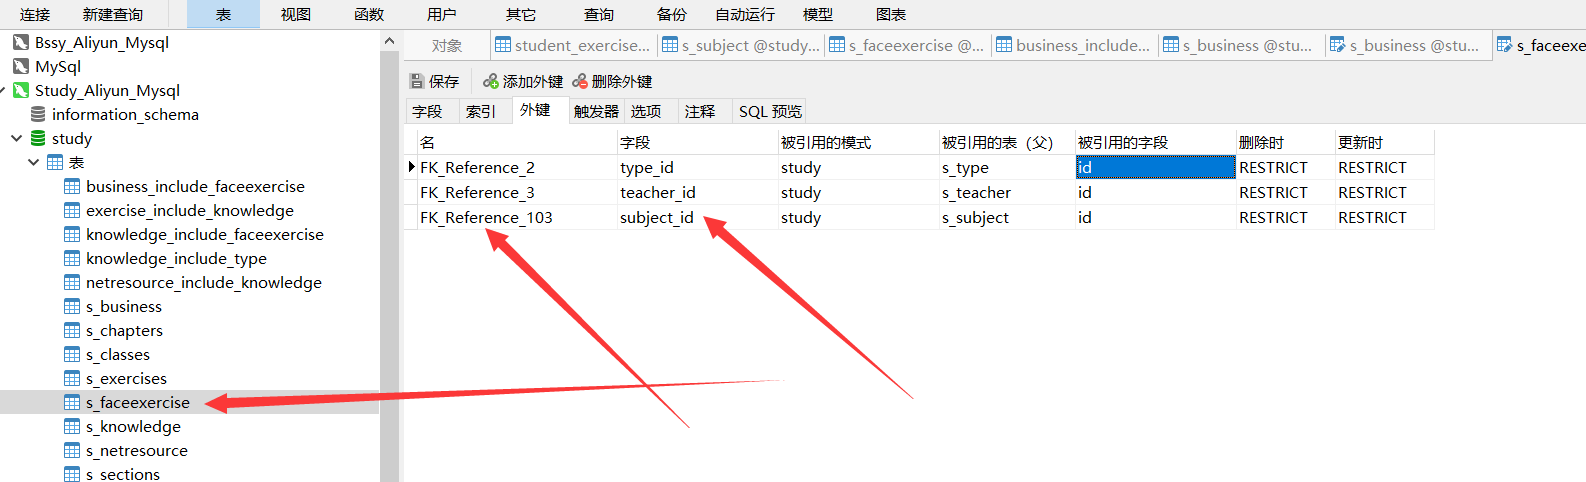 连接 新建查询 表 视图 函数 用户 其它 查询 备份 自动运行 模型 图表
Bssy_Aliyun_Mysql
MySql
Study_Aliyun_Mysql
information_schema
study
表
business_include_faceexercise
exercise_include_knowledge
knowledge_include_faceexercise
knowledge_include_type
netresource_include_knowledge
s_business
s_chapters
s_classes
s_exercises
s_faceexercise
s_knowledge
s_netresource
s_sections
对象 student_exercise... s_subject @study... s_faceexercise @... business_include... s_business @stu... s_business @stu... s_faceexe
保存 添加外键 删除外键
字段 索引 外键 触发器 选项 注释 SQL 预览
名 字段 被引用的模式 被引用的表（父） 被引用的字段 删除时 更新时
FK_Reference_2 type_id study s_type id RESTRICT RESTRICT
FK_Reference_3 teacher_id study s_teacher id RESTRICT RESTRICT
FK_Reference_103 subject_id study s_subject id RESTRICT RESTRICT